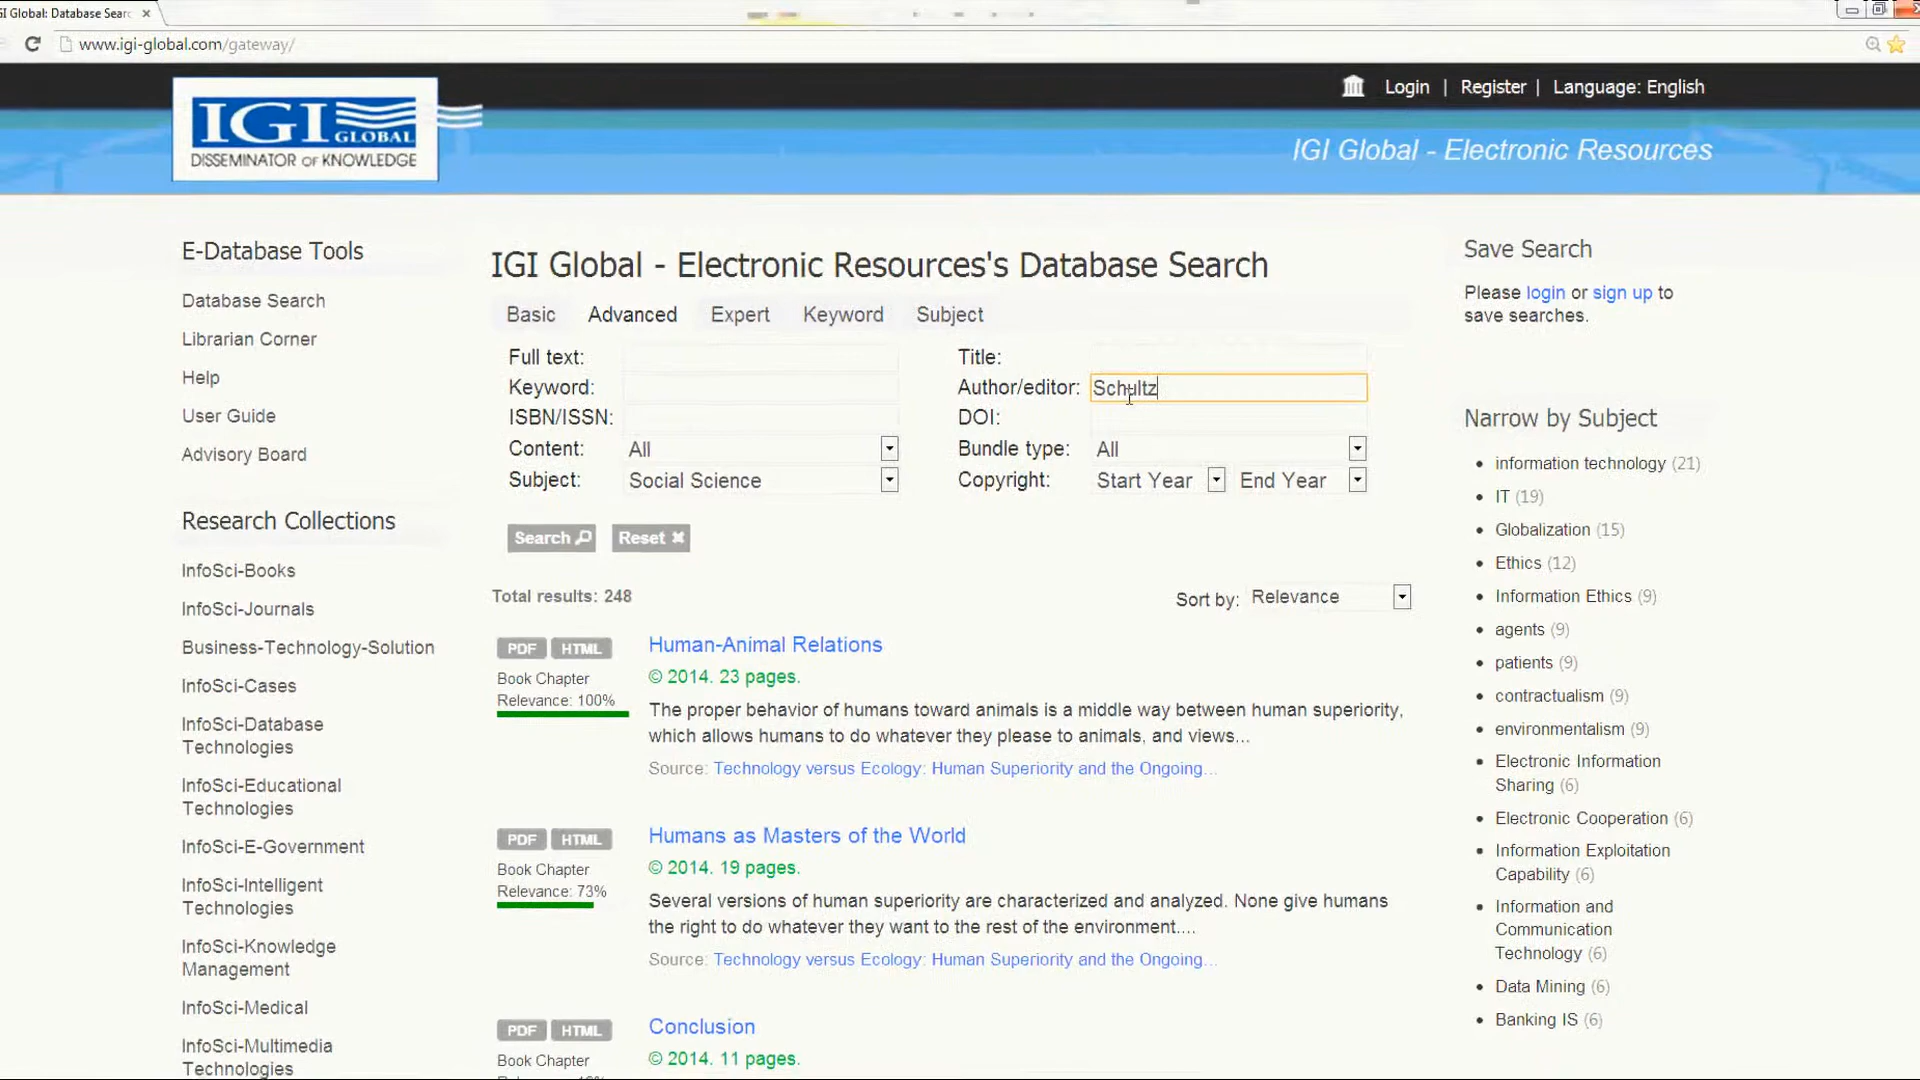 GI Global: Database Sear
www.igi-global.com/gateway/
Login | Register | Language: English
IGI GLOBAL
DISSEMINATOR OF KNOWLEDGE
IGI Global - Electronic Resources
E-Database Tools
Database Search
Librarian Corner
Help
User Guide
Advisory Board
Research Collections
InfoSci-Books
InfoSci-Journals
Business-Technology-Solution
InfoSci-Cases
InfoSci-Database
Technologies
InfoSci-Educational
Technologies
InfoSci-E-Government
InfoSci-Intelligent
Technologies
InfoSci-Knowledge
Management
InfoSci-Medical
InfoSci-Multimedia
Technologies
IGI Global - Electronic Resources's Database Search
Basic Advanced Expert Keyword Subject
Full text: Title:
Keyword: Author/editor: Schultz
ISBN/ISSN: DOI:
Content: All Bundle type: All
Subject: Social Science Copyright: Start Year End Year
Search Reset
Total results: 248 Sort by: Relevance
PDF HTML Human-Animal Relations
© 2014. 23 pages.
Book Chapter
Relevance: 100%
The proper behavior of humans toward animals is a middle way between human superiority,
which allows humans to do whatever they please to animals, and views...
Source: Technology versus Ecology: Human Superiority and the Ongoing...
PDF HTML Humans as Masters of the World
© 2014. 19 pages.
Book Chapter
Relevance: 73%
Several versions of human superiority are characterized and analyzed. None give humans
the right to do whatever they want to the rest of the environment....
Source: Technology versus Ecology: Human Superiority and the Ongoing...
PDF HTML Conclusion
© 2014. 11 pages.
Book Chapter
Save Search
Please login or sign up to
save searches.
Narrow by Subject
information technology (21)
IT (19)
Globalization (15)
Ethics (12)
Information Ethics (9)
agents (9)
patients (9)
contractualism (9)
environmentalism (9)
Electronic Information
Sharing (6)
Electronic Cooperation (6)
Information Exploitation
Capability (6)
Information and
Communication
Technology (6)
Data Mining (6)
Banking IS (6)